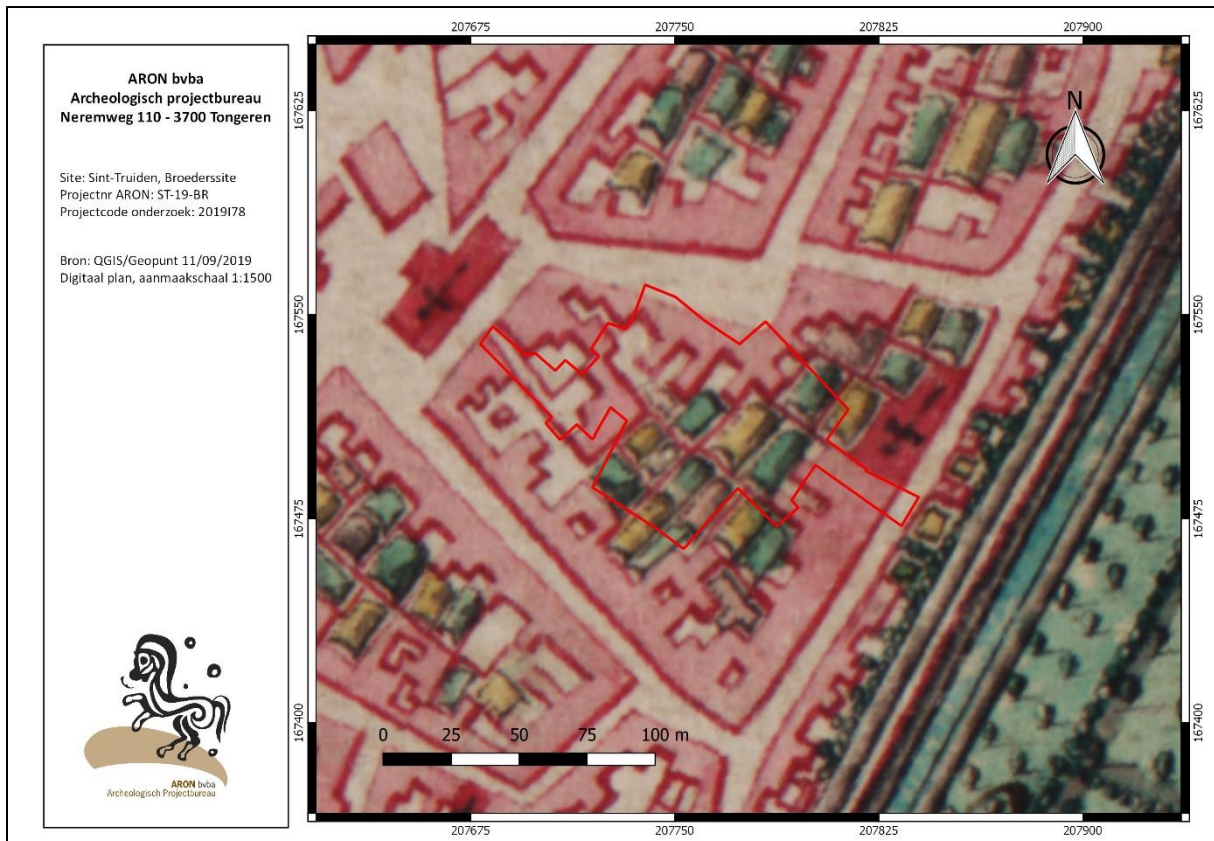 ARON bvba
Archeologisch projectbureau
Neremweg 110 - 3700 Tongeren
Site: Sint-Truiden, Broederssite
Projectnr ARON: ST-19-BR
Projectcode onderzoek: 2019I78
Bron: QGIS/Geopunt 11/09/2019
Digitaal plan, aanmaakschaal 1:1500
ARON bvba
Archeologisch Projectbureau
207675 207750 207825 207900
167625 167625
N
167550 167550
167475 167475
167400 167400
0 25 50 75 100 m
207675 207750 207825 207900